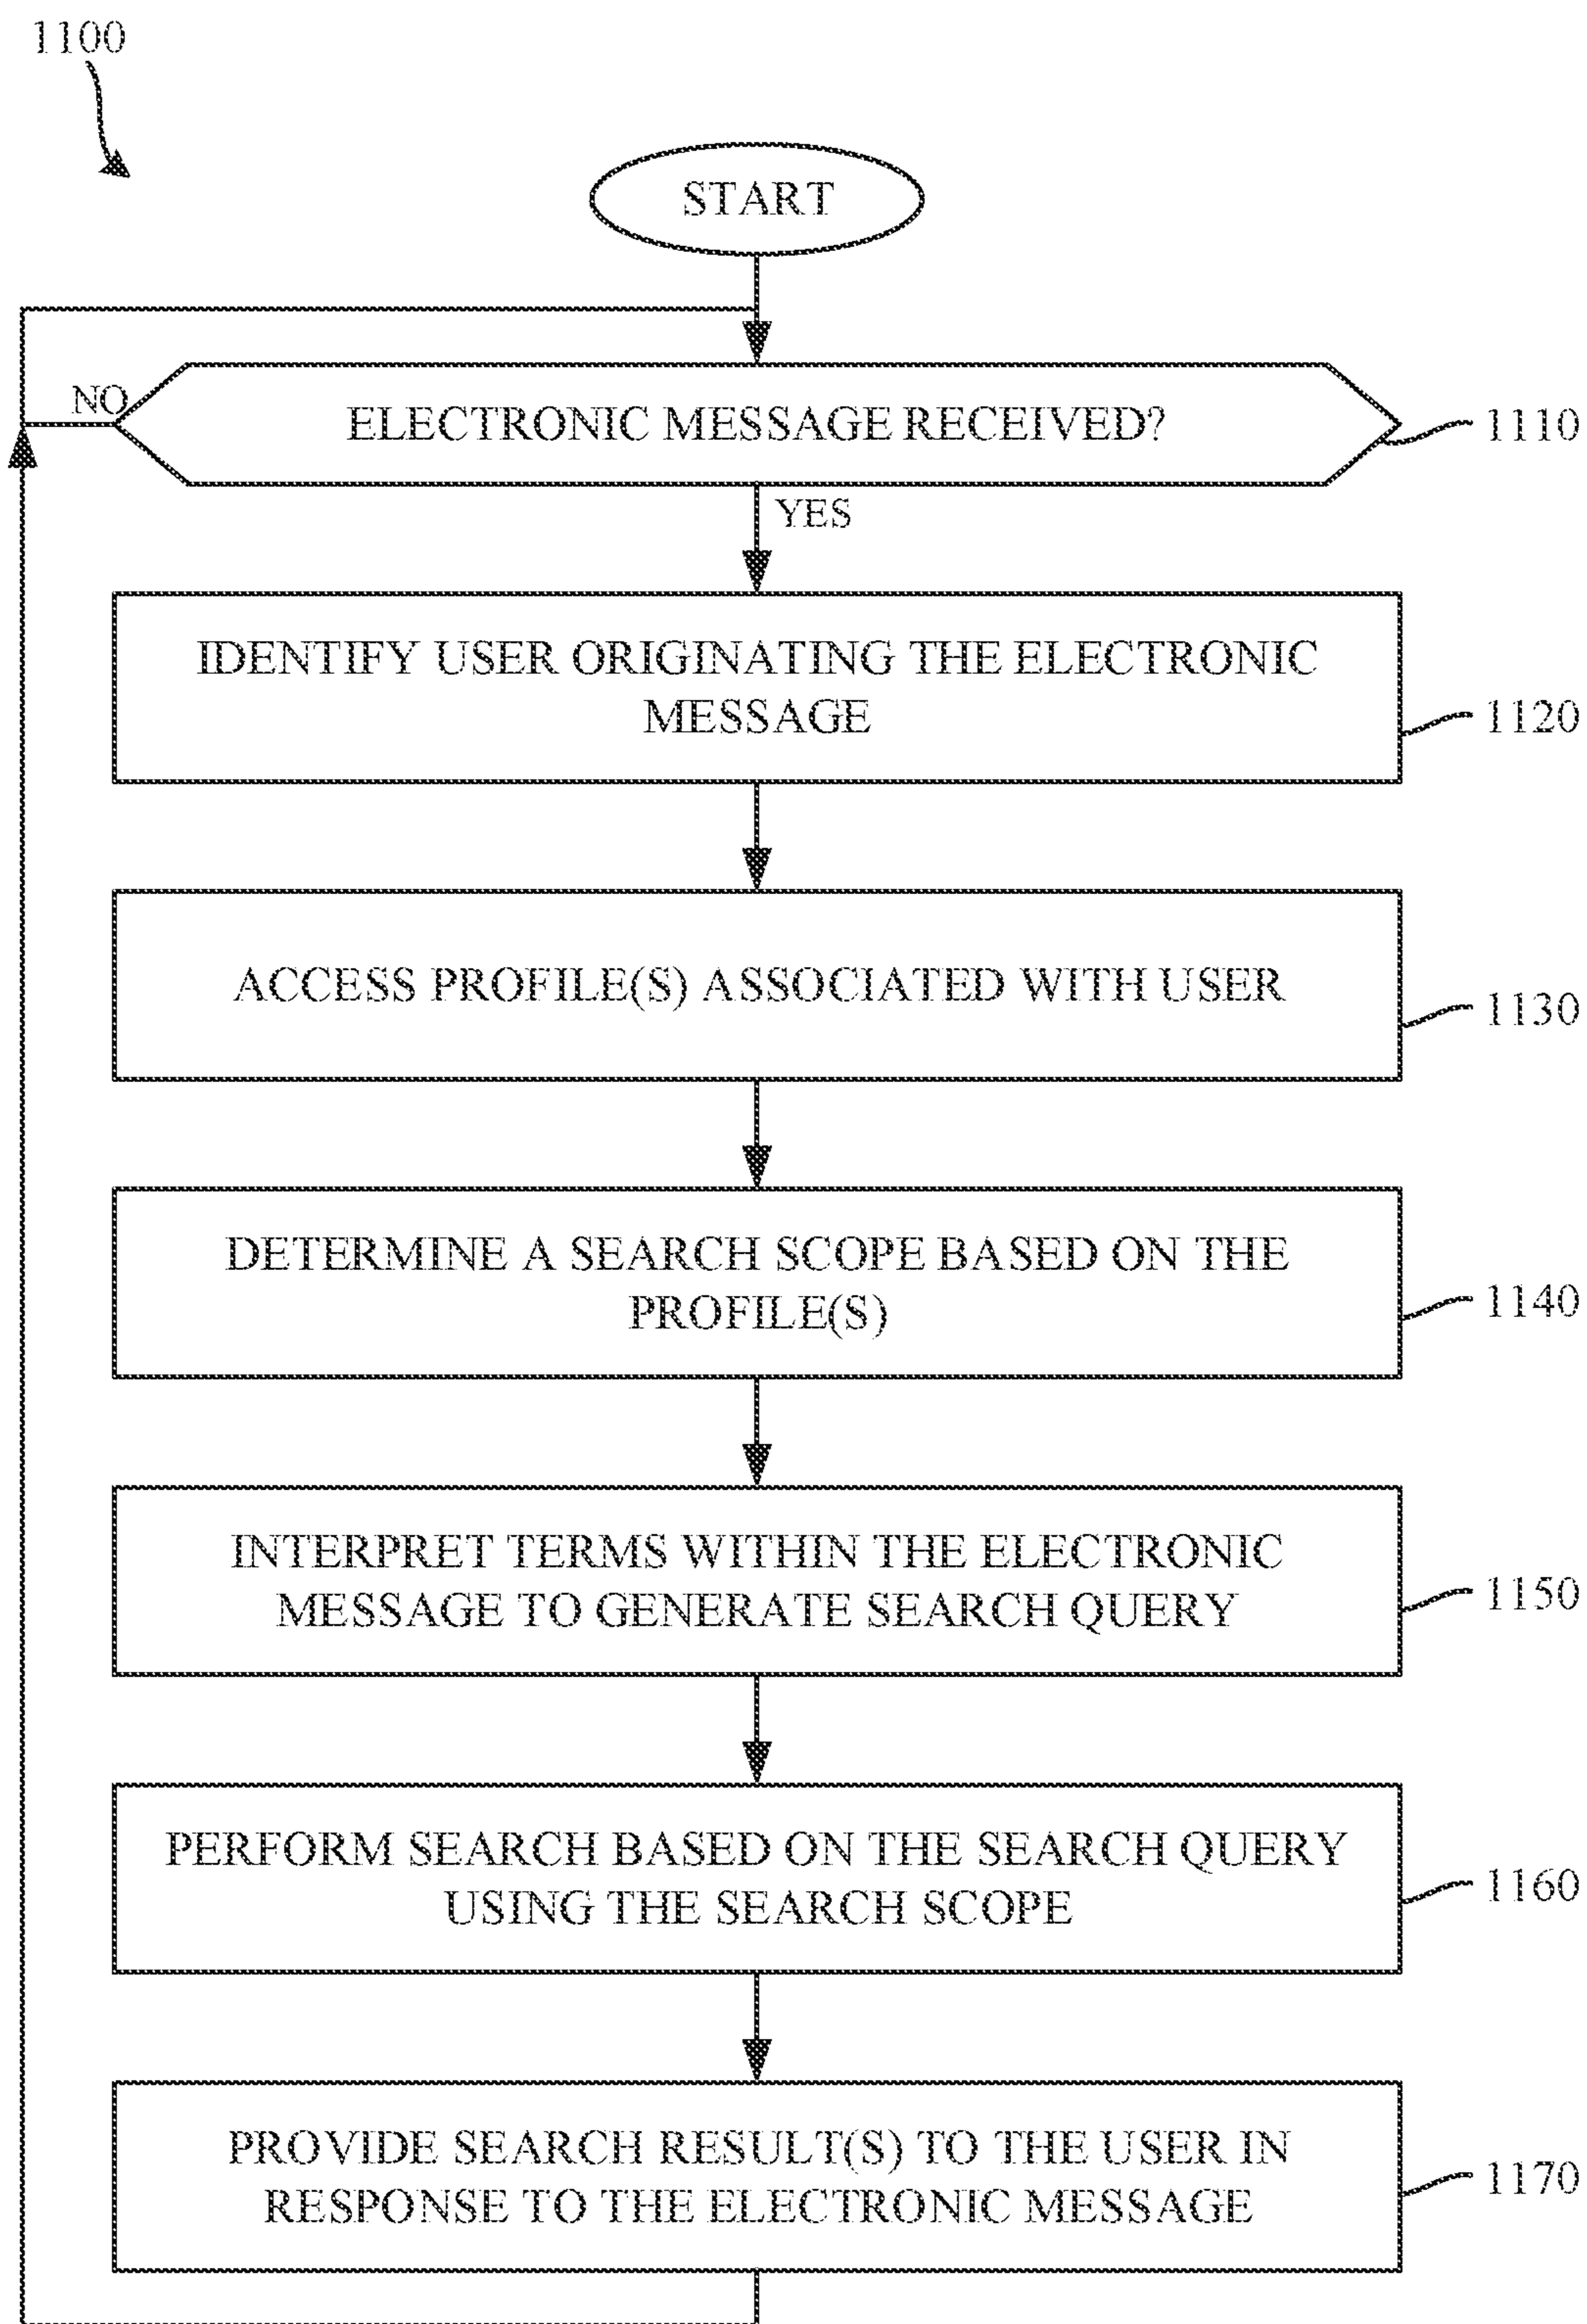 1100
START
NO
ELECTRONIC MESSAGE RECEIVED?
1110
YES
IDENTIFY USER ORIGINATING THE ELECTRONIC
MESSAGE
1120
ACCESS PROFILE(S) ASSOCIATED WITH USER
1130
DETERMINE A SEARCH SCOPE BASED ON THE
PROFILE(S)
1140
INTERPRET TERMS WITHIN THE ELECTRONIC
MESSAGE TO GENERATE SEARCH QUERY
1150
PERFORM SEARCH BASED ON THE SEARCH QUERY
USING THE SEARCH SCOPE
1160
PROVIDE SEARCH RESULT(S) TO THE USER IN
RESPONSE TO THE ELECTRONIC MESSAGE
1170